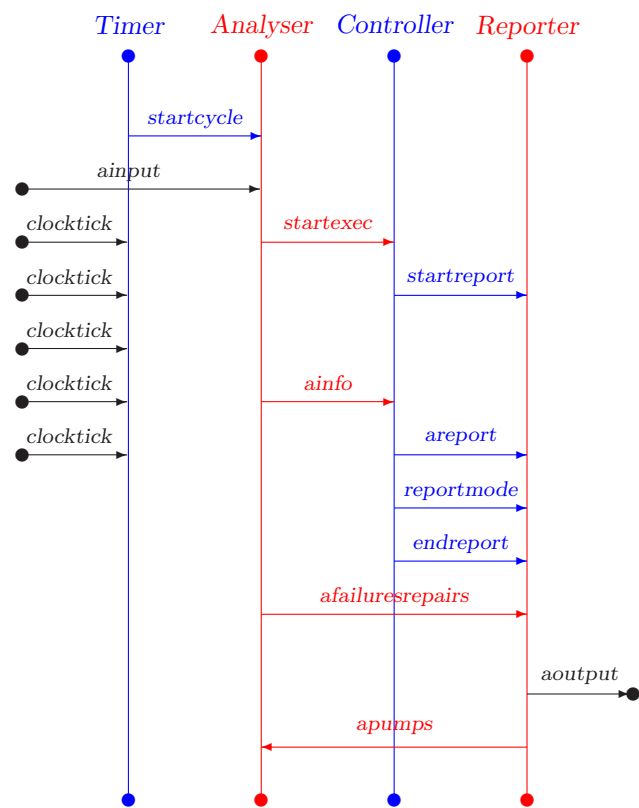 Timer Analyser Controller Reporter
startcycle
ainput
clocktick startexec
clocktick startreport
clocktick
clocktick ainfo
clocktick areport
reportmode
endreport
afailuresrepairs
aoutput
apumps